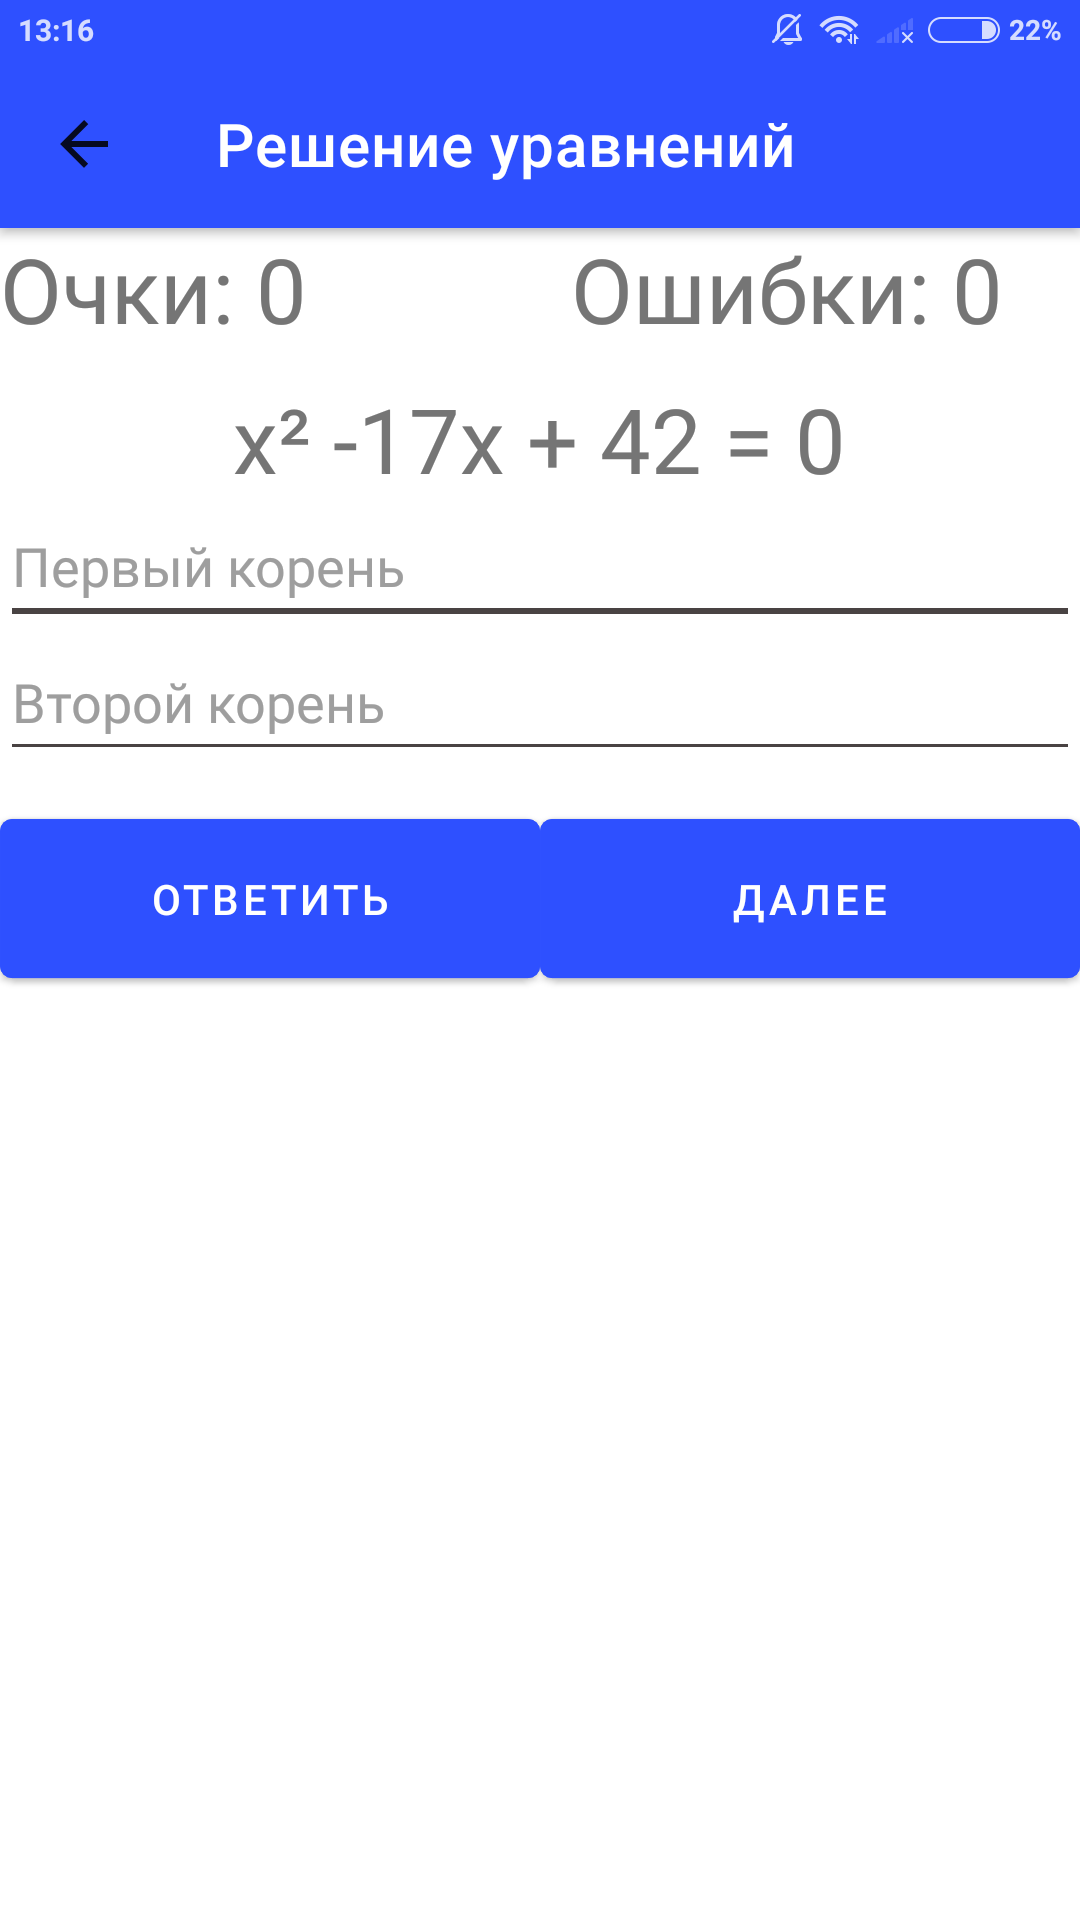 13:16 22%
Решение уравнений
Очки: 0 Ошибки: 0
x² -17x + 42 = 0
Первый корень
Второй корень
ОТВЕТИТЬ ДАЛЕЕ